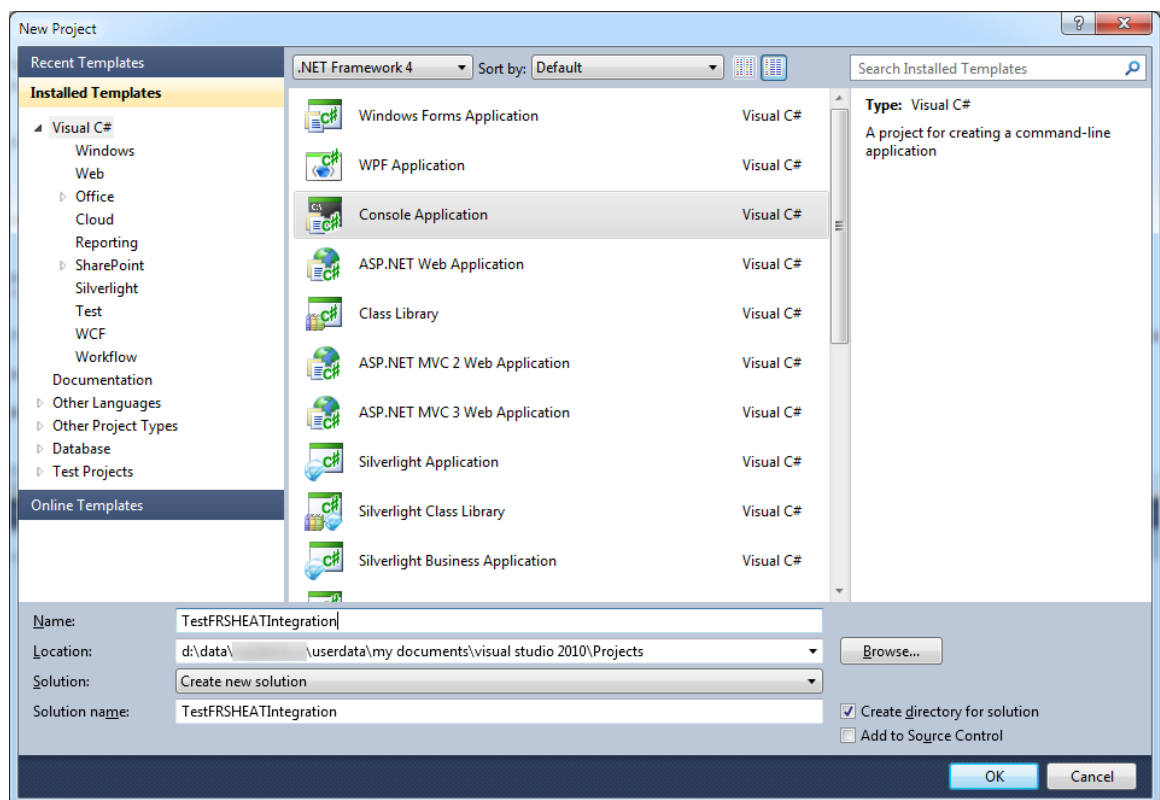 New Project
Recent Templates
.NET Framework 4
Sort by:
Default
Search Installed Templates
Installed Templates
Visual C#
Windows
Web
Office
Cloud
Reporting
SharePoint
Silverlight
Test
WCF
Workflow
Documentation
Other Languages
Other Project Types
Database
Test Projects
Online Templates
Windows Forms Application Visual C#
WPF Application Visual C#
Console Application Visual C#
ASP.NET Web Application Visual C#
Class Library Visual C#
ASP.NET MVC 2 Web Application Visual C#
ASP.NET MVC 3 Web Application Visual C#
Silverlight Application Visual C#
Silverlight Class Library Visual C#
Silverlight Business Application Visual C#
Type: Visual C#
A project for creating a command-line
application
Name: TestFRSHEATIntegration
Location: d:\data\ \userdata\my documents\visual studio 2010\Projects
Browse...
Solution: Create new solution
Solution name: TestFRSHEATIntegration
Create directory for solution
Add to Source Control
OK Cancel